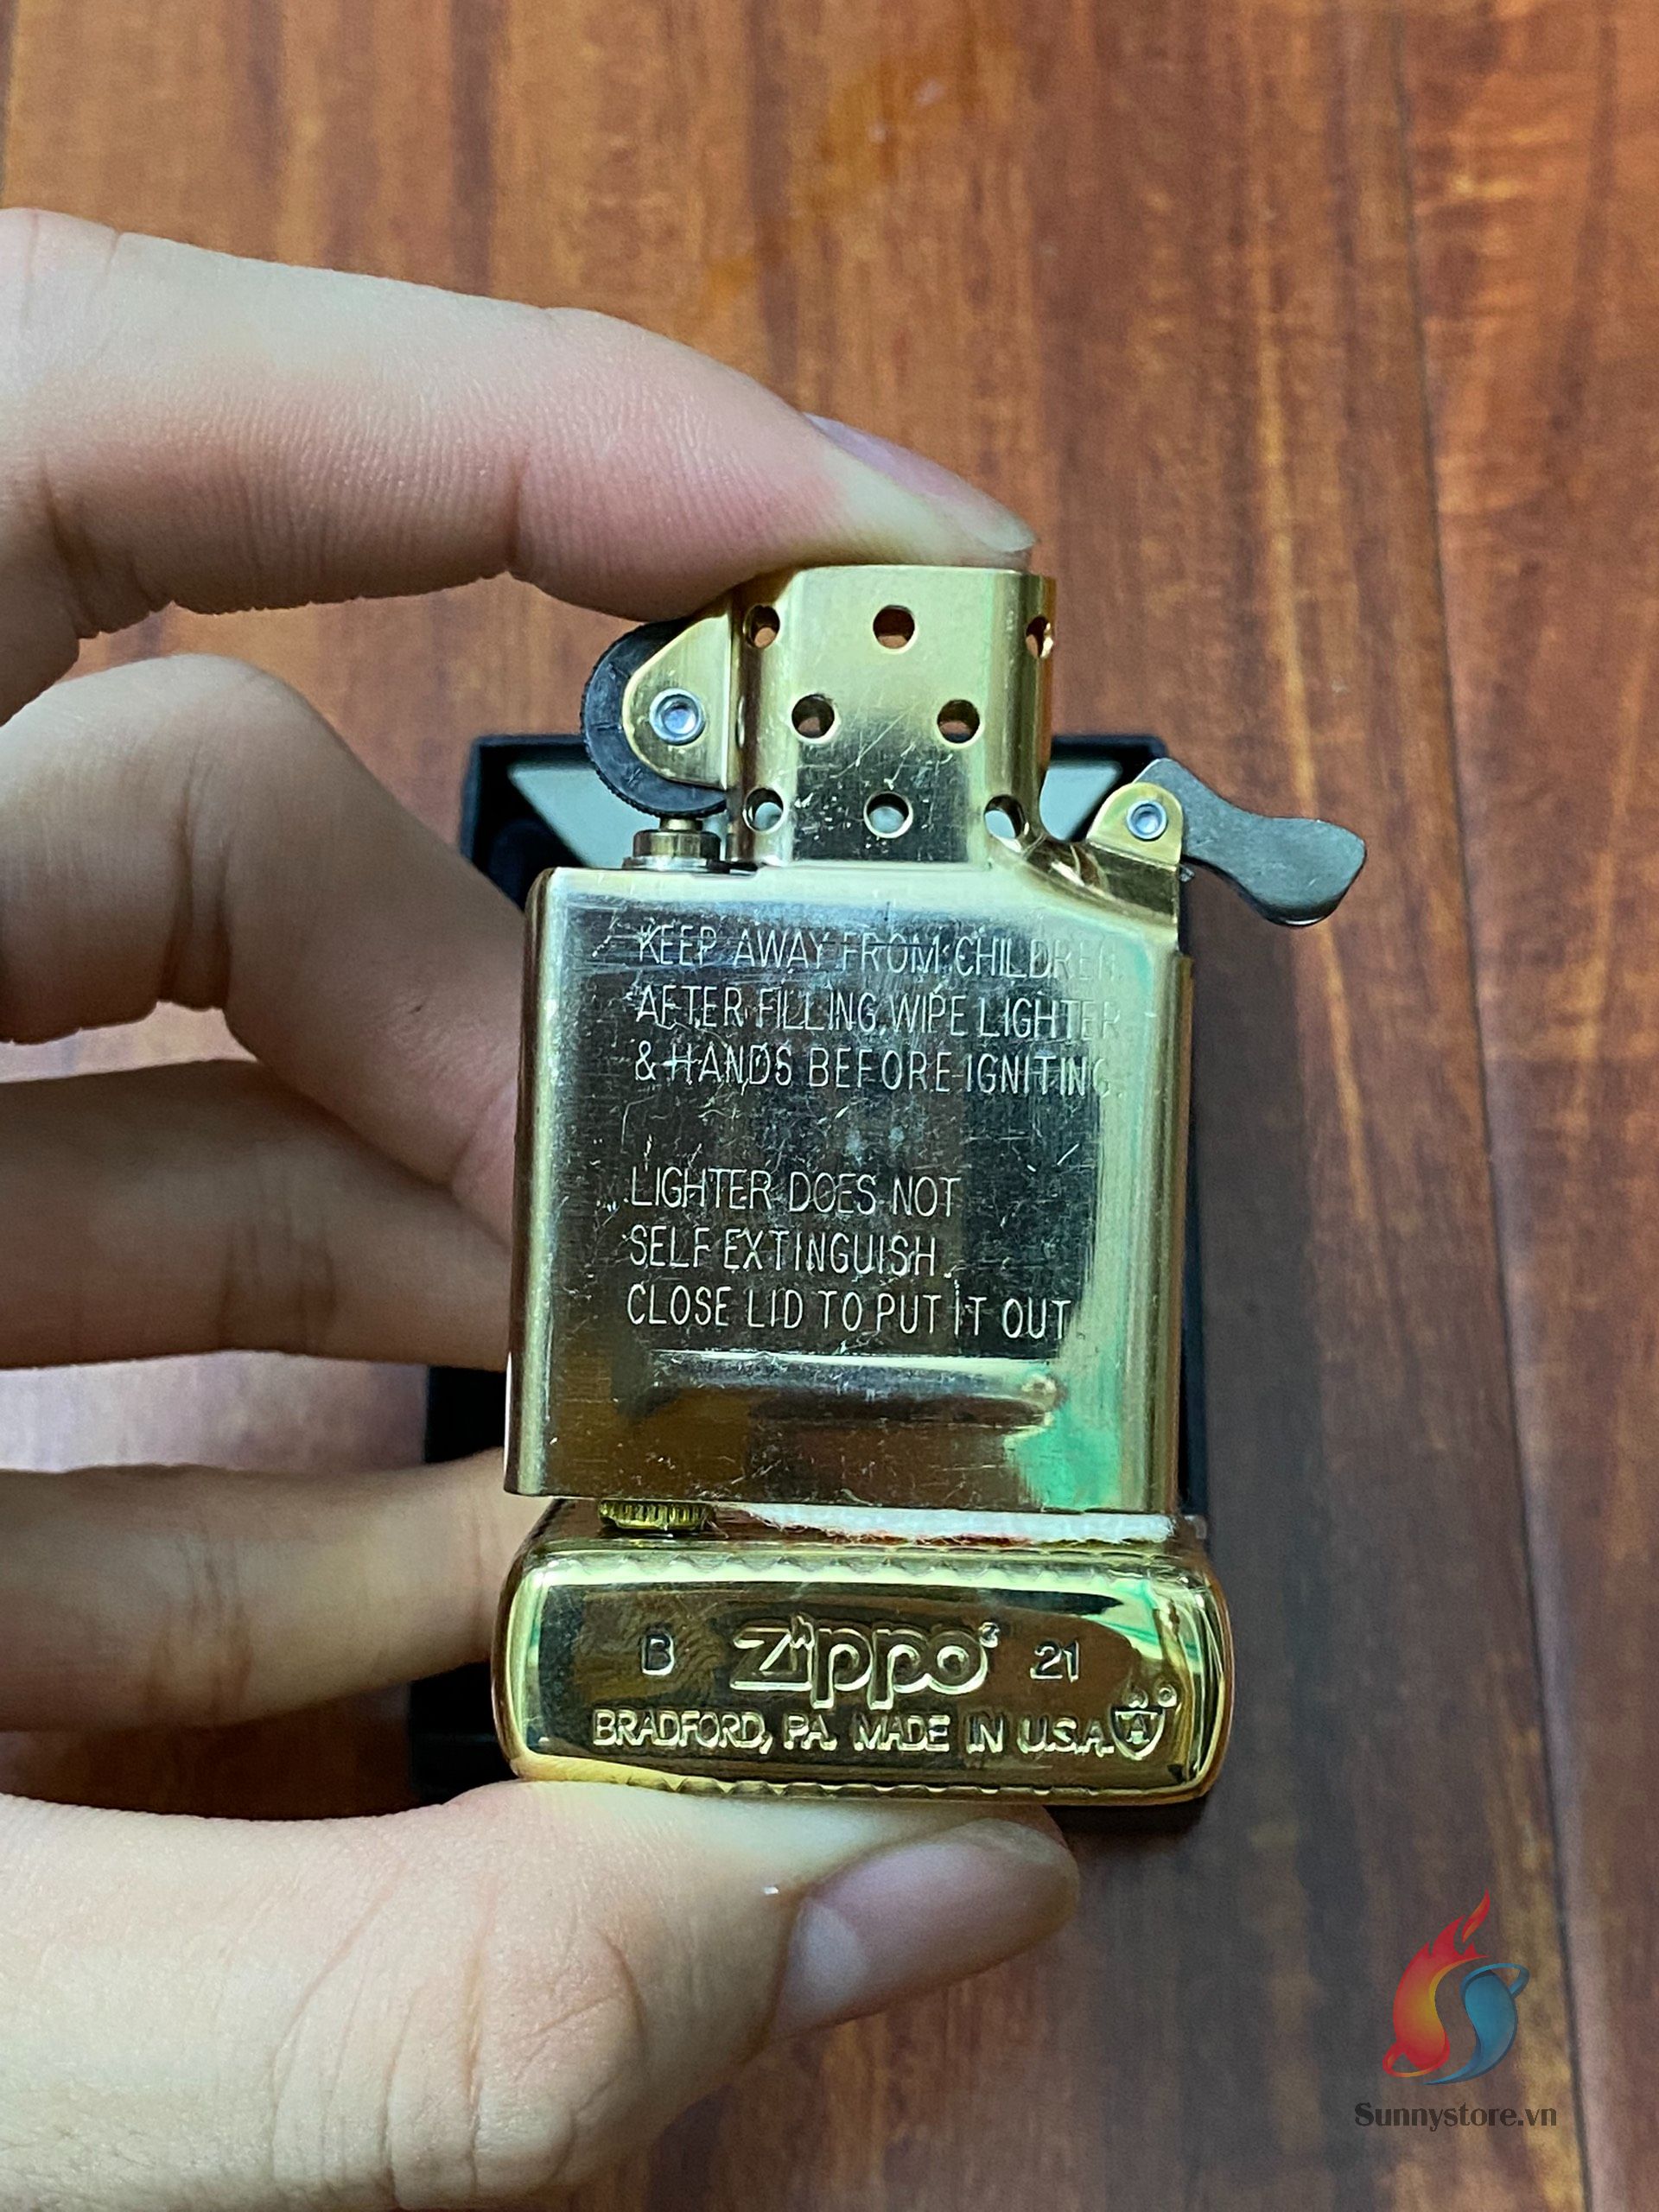 KEEP AWAY FROM CHILDREN.
AFTER FILLING, WIPE LIGHTER
& HANDS BEFORE IGNITING.
LIGHTER DOES NOT
SELF EXTINGUISH.
CLOSE LID TO PUT IT OUT.
B zippo 21
BRADFORD, PA. MADE IN U.S.A. A
Sunnystore.vn